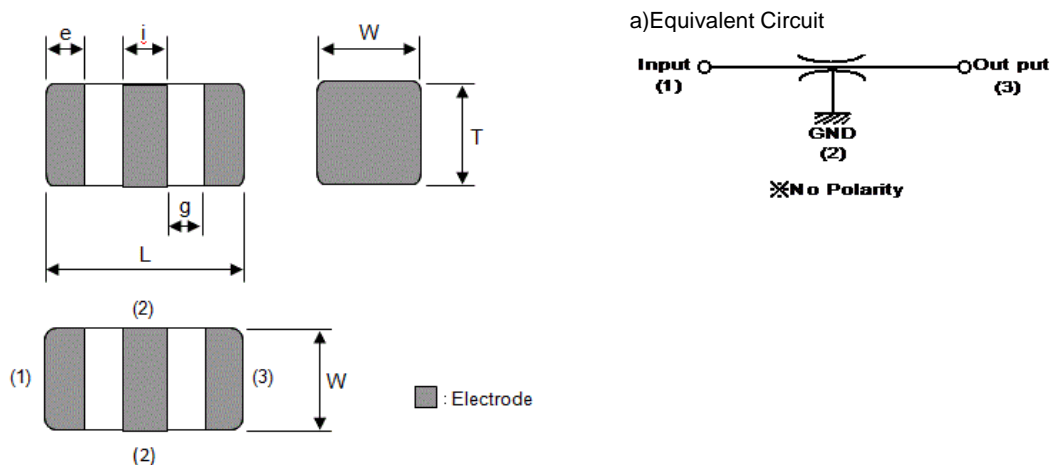 e
i
W
T
g
L
(2)
(1)
(3)
W
(2)
: Electrode
a)Equivalent Circuit
Input
(1)
Out put
(3)
GND
(2)
※No Polarity